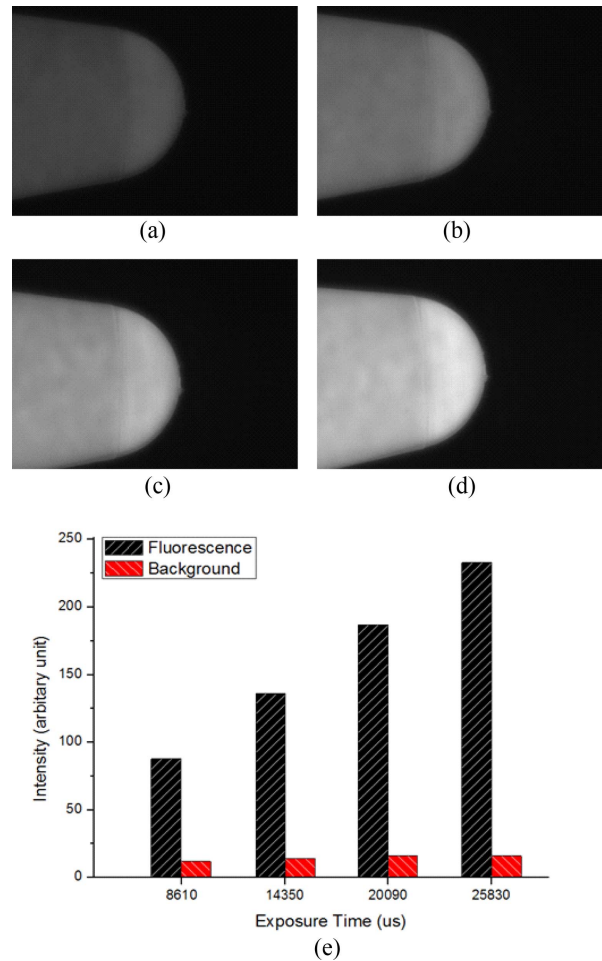 (a)
(b)
(c)
(d)
250
200
150
100
50
0
Fluorescence
Background
Intensity (arbitary unit)
8610
14350
20090
25830
Exposure Time (us)
(e)